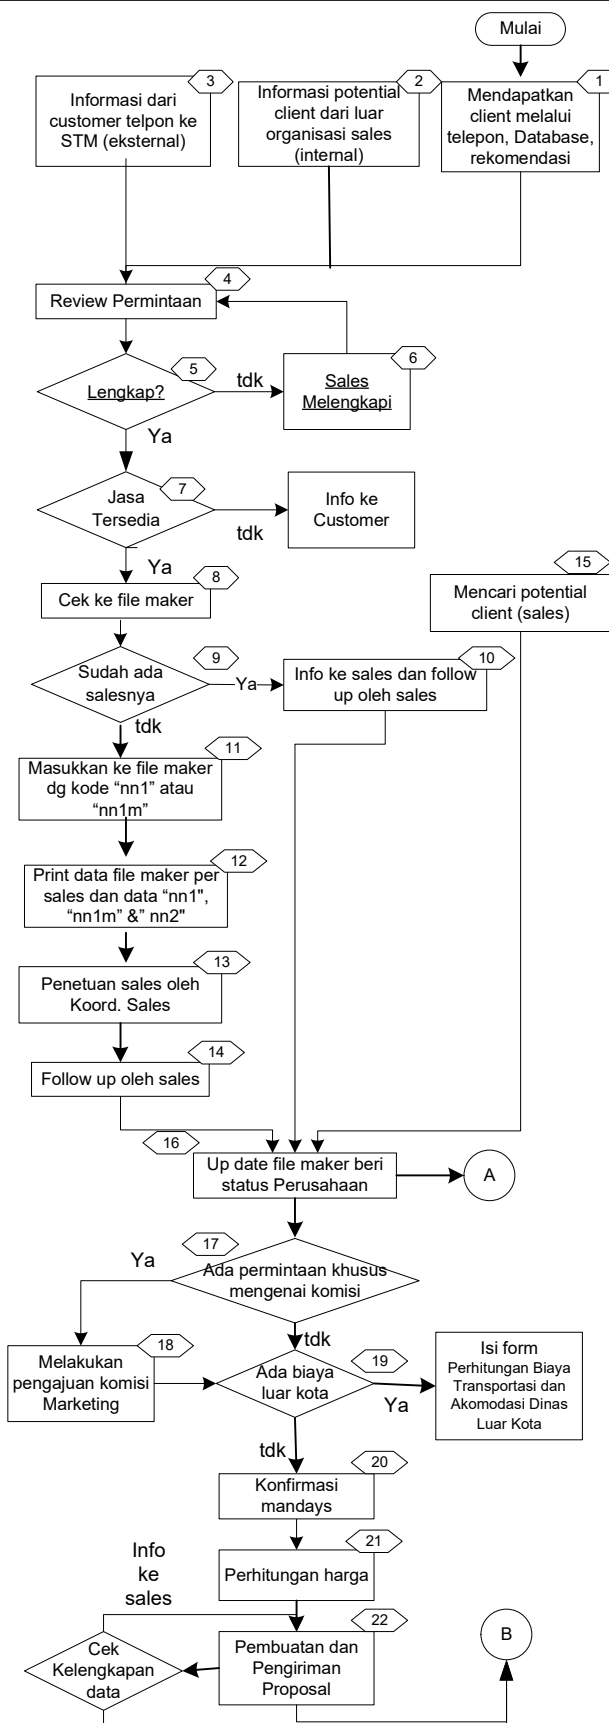 Mulai
3
Informasi dari
customer telpon ke
STM (eksternal)
2
Informasi potential
client dari luar
organisasi sales
(internal)
1
Mendapatkan
client melalui
telepon, Database,
rekomendasi
4
Review Permintaan
5
Lengkap?
tdk
6
Sales
Melengkapi
Ya
7
Jasa
Tersedia
tdk
Info ke
Customer
Ya
8
Cek ke file maker
15
Mencari potential
client (sales)
9
Sudah ada
salesnya
Ya
10
Info ke sales dan follow
up oleh sales
tdk
11
Masukkan ke file maker
dg kode “nn1” atau
“nn1m”
12
Print data file maker per
sales dan data “nn1",
“nn1m” &” nn2"
13
Penetuan sales oleh
Koord. Sales
14
Follow up oleh sales
16
Up date file maker beri
status Perusahaan
A
17
Ada permintaan khusus
mengenai komisi
Ya
tdk
18
Melakukan
pengajuan komisi
Marketing
19
Ada biaya
luar kota
Ya
Isi form
Perhitungan Biaya
Transportasi dan
Akomodasi Dinas
Luar Kota
tdk
20
Konfirmasi
mandays
21
Perhitungan harga
Info
ke
sales
22
Pembuatan dan
Pengiriman
Proposal
Cek
Kelengkapan
data
B